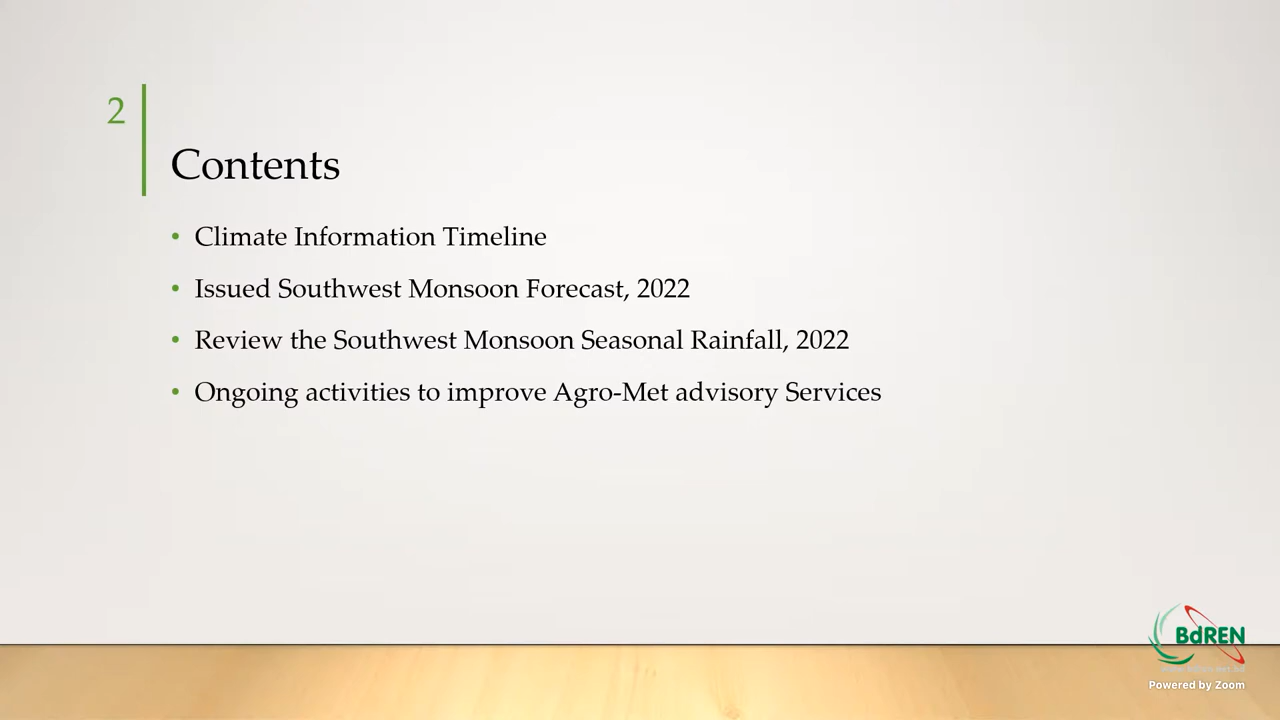 2
Contents
• Climate Information Timeline
• Issued Southwest Monsoon Forecast, 2022
• Review the Southwest Monsoon Seasonal Rainfall, 2022
• Ongoing activities to improve Agro-Met advisory Services
BdREN
Powered by Zoom